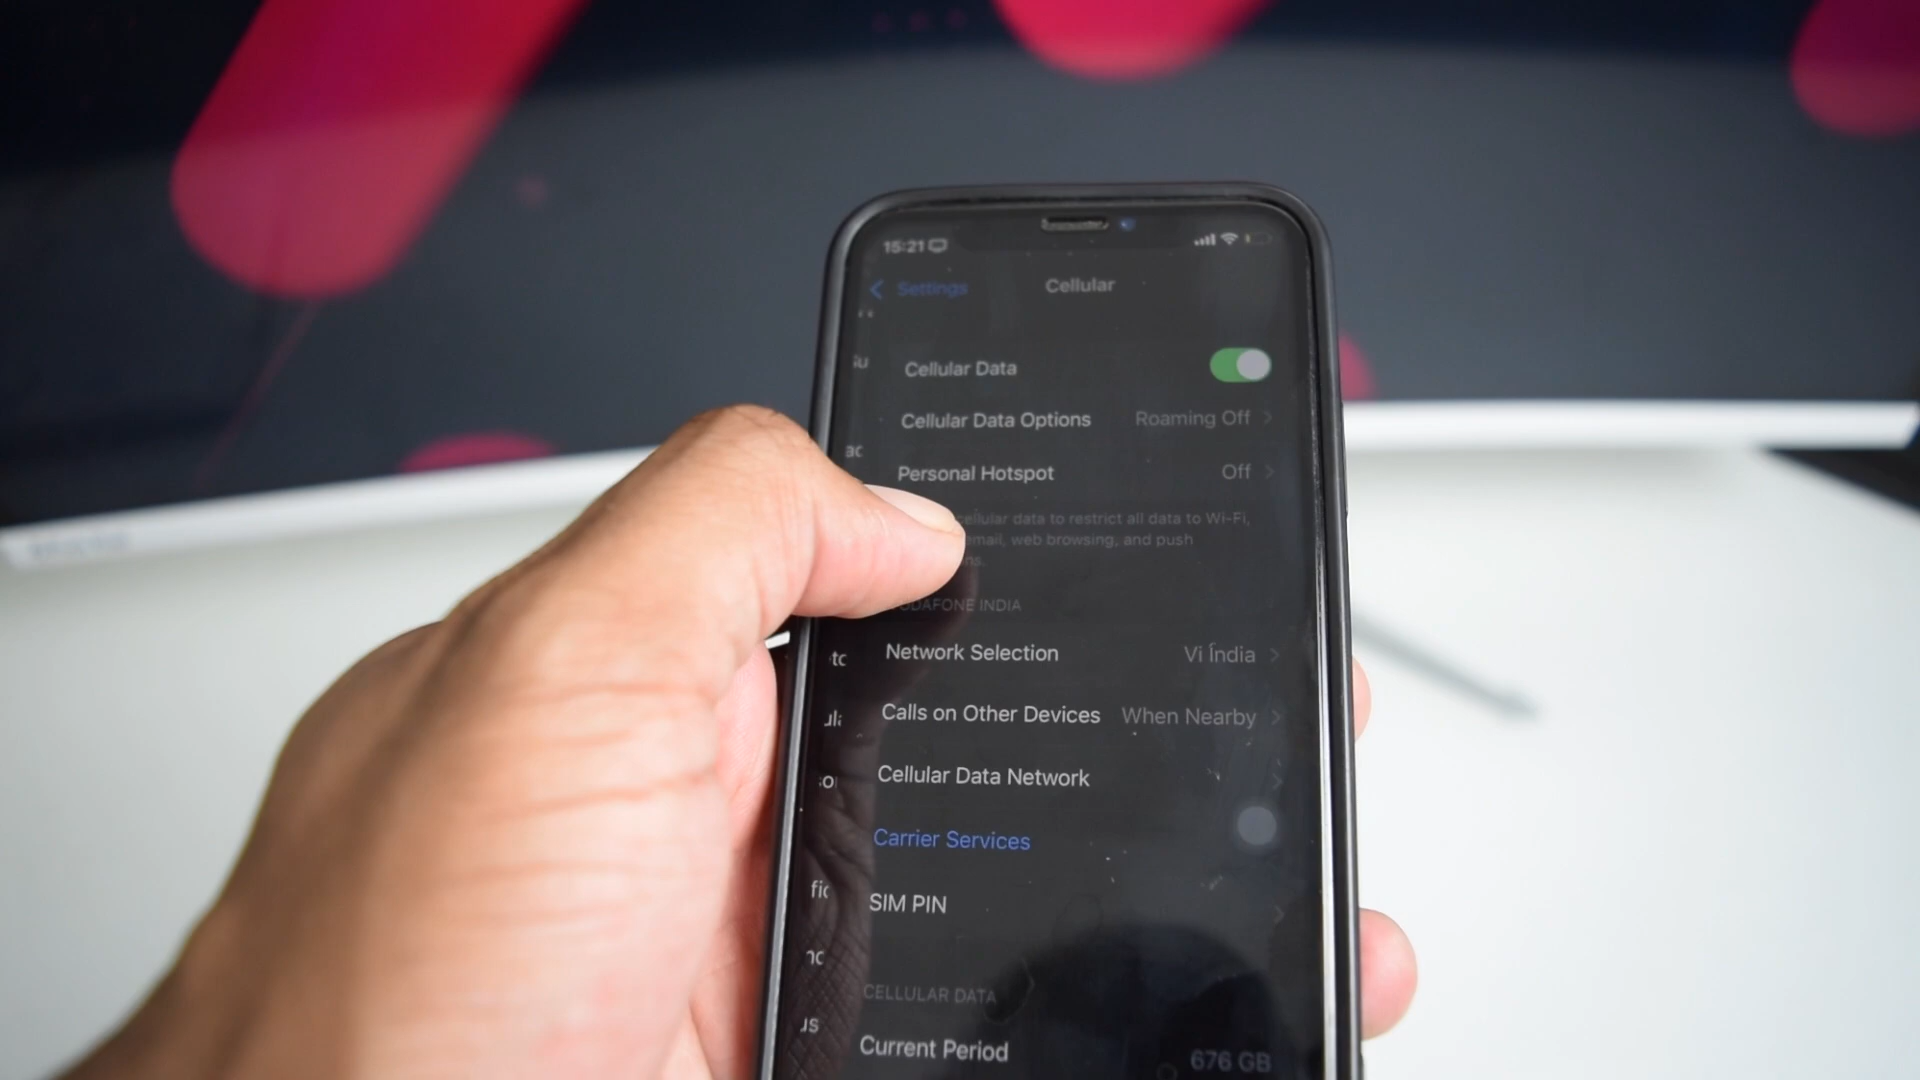 15:21
Settings
Cellular
Cellular Data
Cellular Data Options Roaming Off
Personal Hotspot Off
cellular data to restrict all data to Wi-Fi,
email, web browsing, and push
ns.
ODAFONE INDIA
Network Selection Vi India
Calls on Other Devices When Nearby
Cellular Data Network
Carrier Services
SIM PIN
CELLULAR DATA
Current Period 676 GB